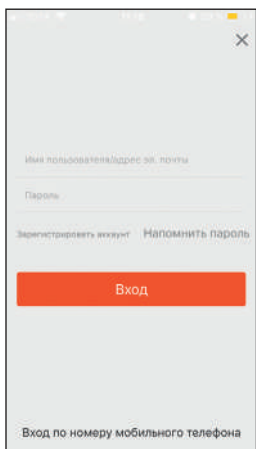 Имя пользователя/адрес эл. почты
Пароль
Зарегистрировать аккаунт Напомнить пароль
Вход
Вход по номеру мобильного телефона